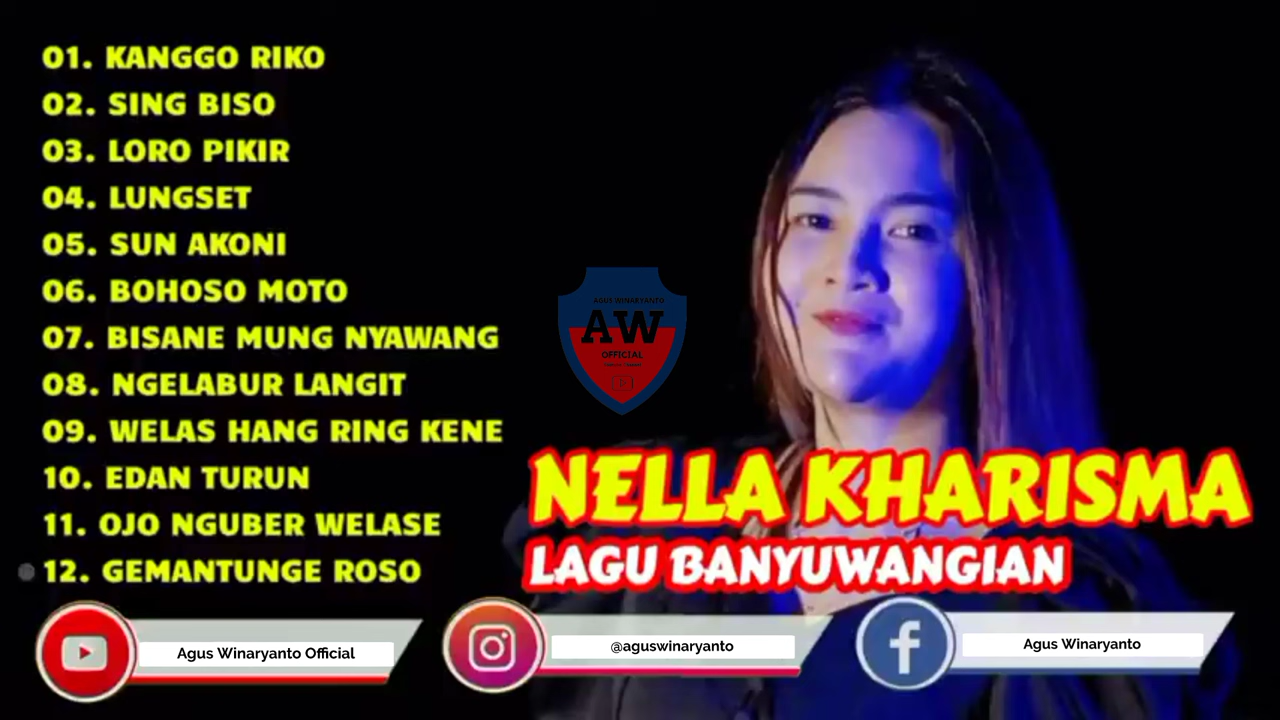 01. KANGGO RIKO
02. SING BISO
03. LORO PIKIR
04. LUNGSET
05. SUN AKONI
06. BOHOSO MOTO
07. BISANE MUNG NYAWANG
08. NGELABUR LANGIT
09. WELAS HANG RING KENE
10. EDAN TURUN
11. OJO NGUBER WELASE
12. GEMANTUNGE ROSO
AGUS WINARYANTO
AW
OFFICIAL
NELLA KHARISMA
LAGU BANYUWANGIAN
Agus Winaryanto Official
@aguswinaryanto
Agus Winaryanto